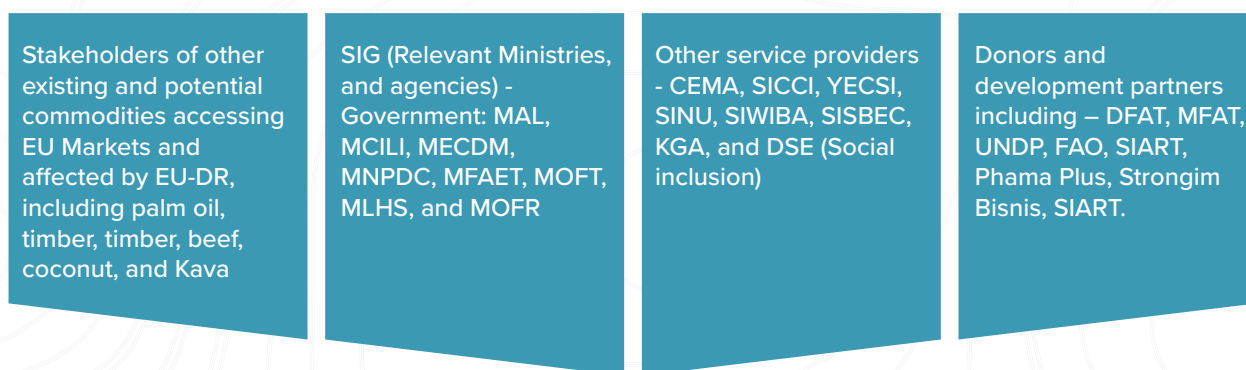 Stakeholders of other
existing and potential
commodities accessing
EU Markets and
affected by EU-DR,
including palm oil,
timber, timber, beef,
coconut, and Kava
SIG (Relevant Ministries,
and agencies) -
Government: MAL,
MCILI, MECDM,
MNPDC, MFAET, MOFT,
MLHS, and MOFR
Other service providers
- CEMA, SICCI, YECSI,
SINU, SIWIBA, SISBEC,
KGA, and DSE (Social
inclusion)
Donors and
development partners
including – DFAT, MFAT,
UNDP, FAO, SIART,
Phama Plus, Strongim
Bisnis, SIART.